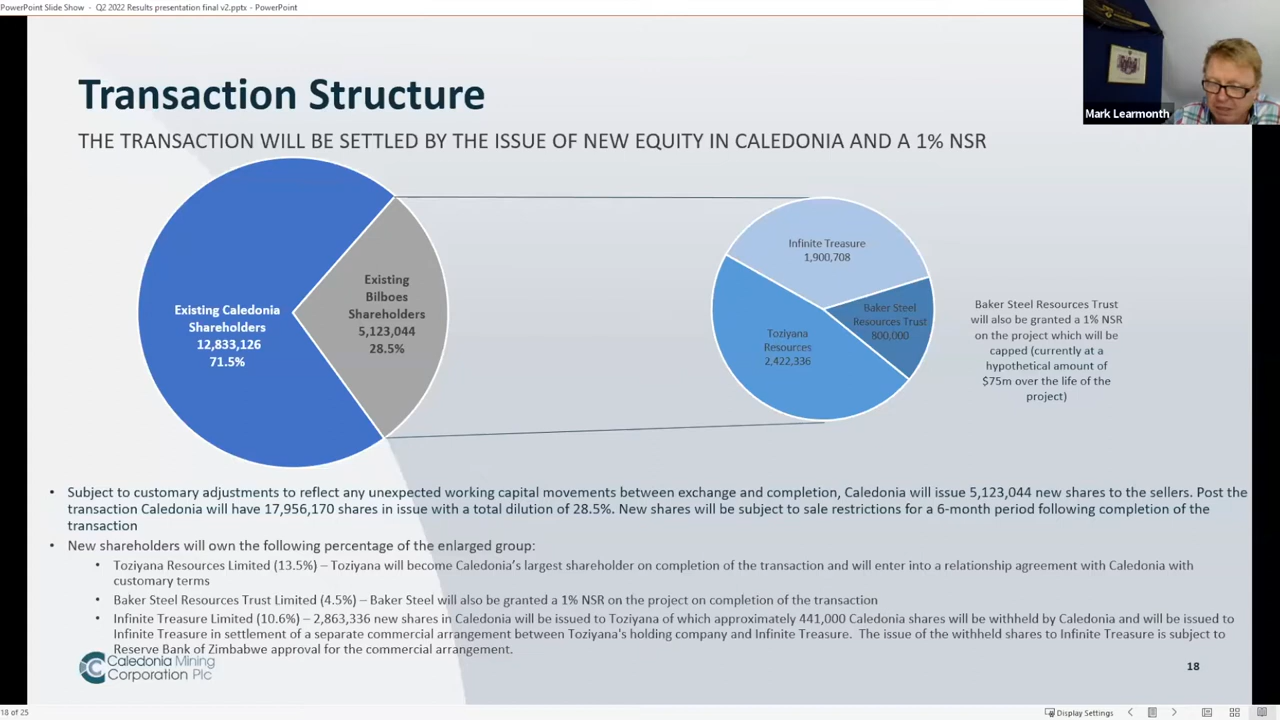 PowerPoint Slide Show - Q2 2022 Results presentation final v2.pptx - PowerPoint
Mark Learmonth
Transaction Structure
THE TRANSACTION WILL BE SETTLED BY THE ISSUE OF NEW EQUITY IN CALEDONIA AND A 1% NSR
Existing Caledonia
Shareholders
12,833,126
71.5%
Existing
Bilboes
Shareholders
5,123,044
28.5%
Infinite Treasure
1,900,708
Baker Steel
Resources Trust
800,000
Toziyana
Resources
2,422,336
Baker Steel Resources Trust
will also be granted a 1% NSR
on the project which will be
capped (currently at a
hypothetical amount of
$75m over the life of the
project)
• Subject to customary adjustments to reflect any unexpected working capital movements between exchange and completion, Caledonia will issue 5,123,044 new shares to the sellers. Post the
transaction Caledonia will have 17,956,170 shares in issue with a total dilution of 28.5%. New shares will be subject to sale restrictions for a 6-month period following completion of the
transaction
• New shareholders will own the following percentage of the enlarged group:
• Toziyana Resources Limited (13.5%) – Toziyana will become Caledonia's largest shareholder on completion of the transaction and will enter into a relationship agreement with Caledonia with
customary terms
• Baker Steel Resources Trust Limited (4.5%) – Baker Steel will also be granted a 1% NSR on the project on completion of the transaction
• Infinite Treasure Limited (10.6%) – 2,863,336 new shares in Caledonia will be issued to Toziyana of which approximately 441,000 Caledonia shares will be withheld by Caledonia and will be issued to
Infinite Treasure in settlement of a separate commercial arrangement between Toziyana's holding company and Infinite Treasure. The issue of the withheld shares to Infinite Treasure is subject to
Reserve Bank of Zimbabwe approval for the commercial arrangement.
Caledonia Mining
Corporation Plc
18
18 of 25
Display Settings